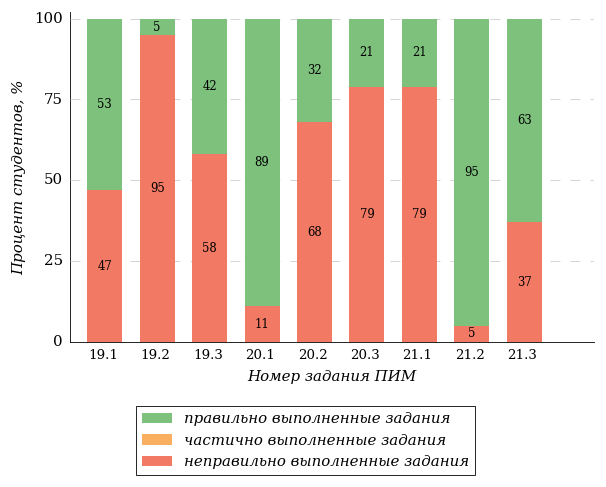 Процент студентов, %
100
75
50
25
0
53 5 42 89 32 21 21 95 63
47 95 58 11 68 79 79 5 37
19.1 19.2 19.3 20.1 20.2 20.3 21.1 21.2 21.3
Номер задания ПИМ
правильно выполненные задания
частично выполненные задания
неправильно выполненные задания